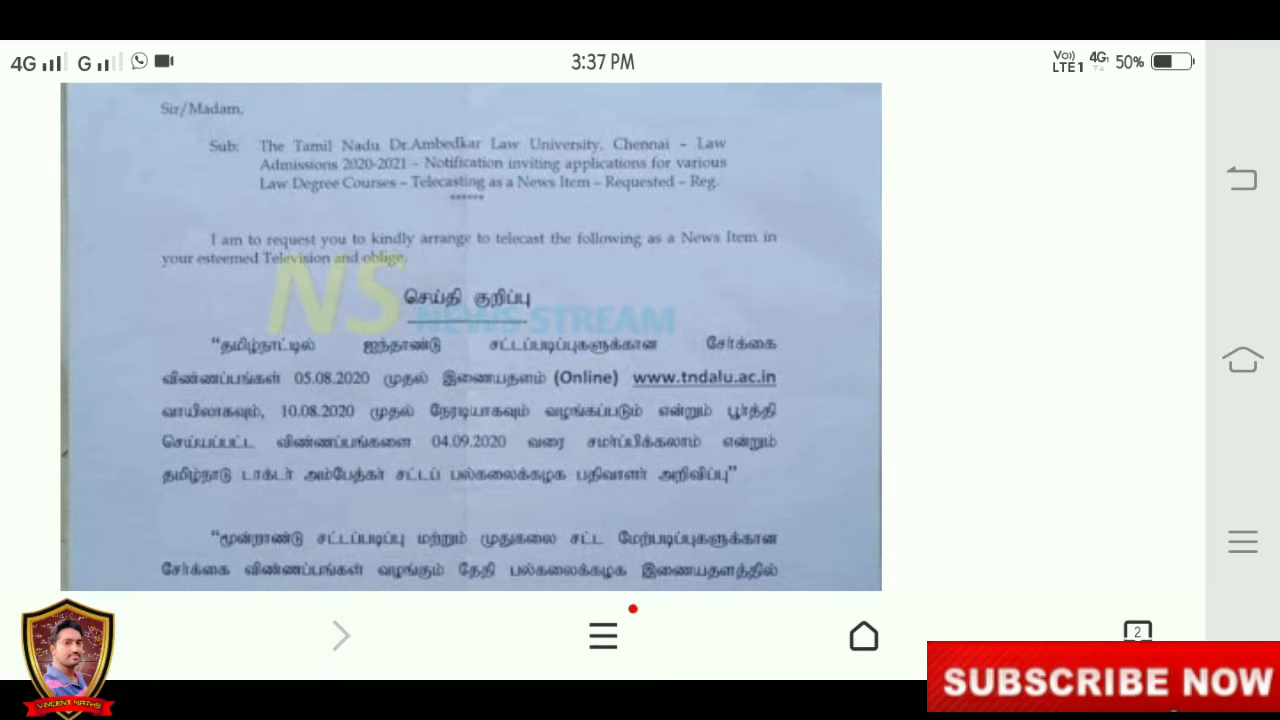 4G G 3:37 PM Vo)) LTE1 4G 50%
Sir/Madam,
Sub: The Tamil Nadu Dr.Ambedkar Law University, Chennai – Law
Admissions 2020-2021 – Notification inviting applications for various
Law Degree Courses – Telecasting as a News Item – Requested – Reg.
******
I am to request you to kindly arrange to telecast the following as a News Item in
your esteemed Television and oblige.
NS NEWS STREAM
செய்தி குறிப்பு
“தமிழ்நாட்டில் ஐந்தாண்டு சட்டப்படிப்புகளுக்கான சேர்க்கை
விண்ணப்பங்கள் 05.08.2020 முதல் இணையதளம் (Online) www.tndalu.ac.in
வாயிலாகவும், 10.08.2020 முதல் நேரடியாகவும் வழங்கப்படும் என்றும் பூர்த்தி
செய்யப்பட்ட விண்ணப்பங்களை 04.09.2020 வரை சமர்ப்பிக்கலாம் என்றும்
தமிழ்நாடு டாக்டர் அம்பேத்கர் சட்டப் பல்கலைக்கழக பதிவாளர் அறிவிப்பு”
“மூன்றாண்டு சட்டப்படிப்பு மற்றும் முதுகலை சட்ட மேற்படிப்புகளுக்கான
சேர்க்கை விண்ணப்பங்கள் வழங்கும் தேதி பல்கலைக்கழக இணையதளத்தில்
2
VINCENT MATHS
SUBSCRIBE NOW